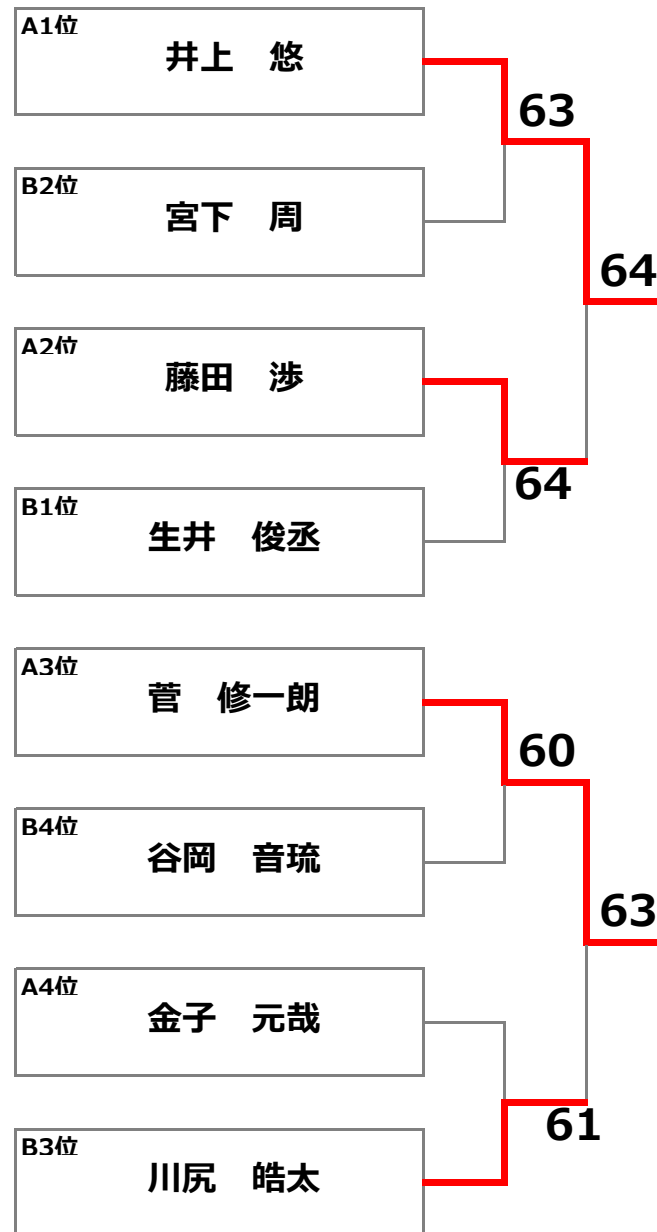 A1位
井上 悠
63
B2位
宮下 周
64
A2位
藤田 渉
64
B1位
生井 俊丞
A3位
菅 修一朗
60
B4位
谷岡 音琉
63
A4位
金子 元哉
61
B3位
川尻 皓太